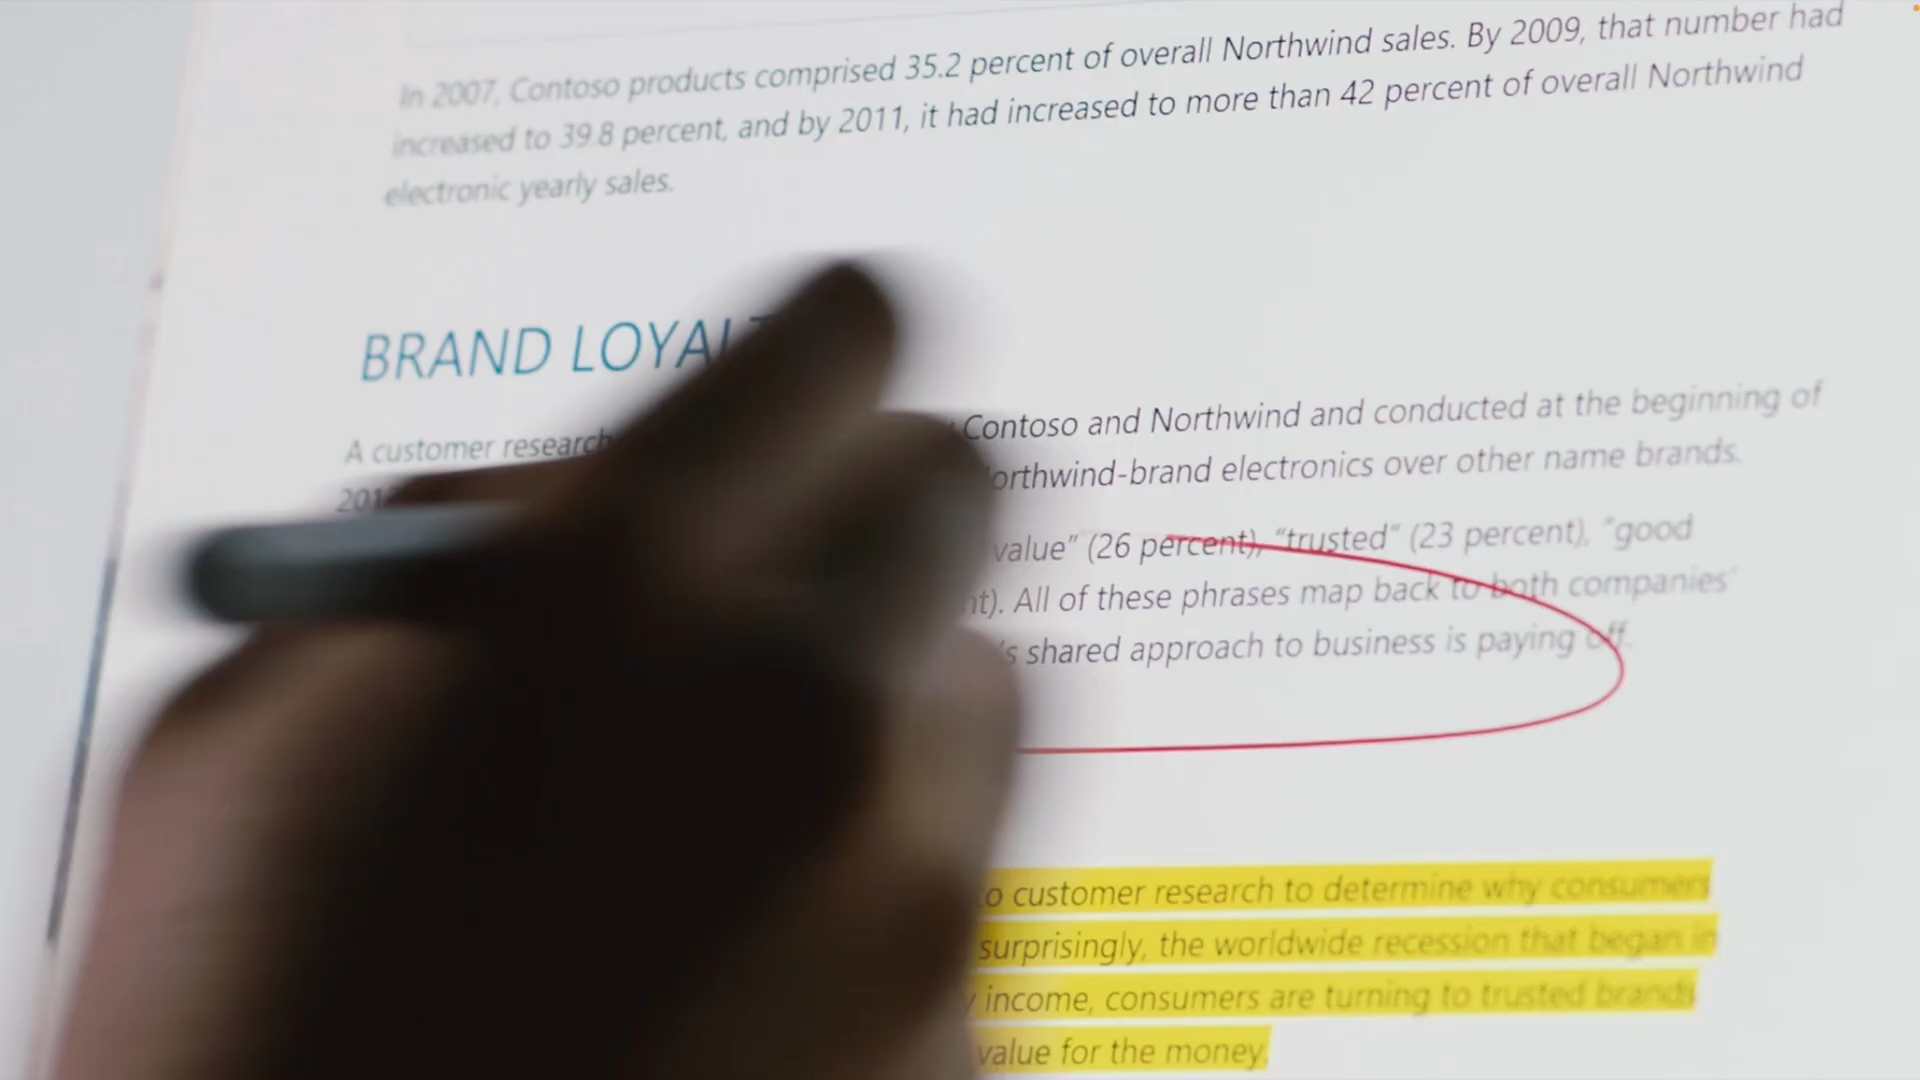 In 2007, Contoso products comprised 35.2 percent of overall Northwind sales. By 2009, that number had
increased to 39.8 percent, and by 2011, it had increased to more than 42 percent of overall Northwind
electronic yearly sales.
BRAND
A customer research Contoso and Northwind and conducted at the beginning of
orthwind-brand electronics over other name brands.
value” (26 percent), “trusted” (23 percent), “good
All of these phrases map back to both companies’
’s shared approach to business is paying off.
customer research to determine why consumers
surprisingly, the worldwide recession that began in
income, consumers are turning to trusted brands
value for the money.